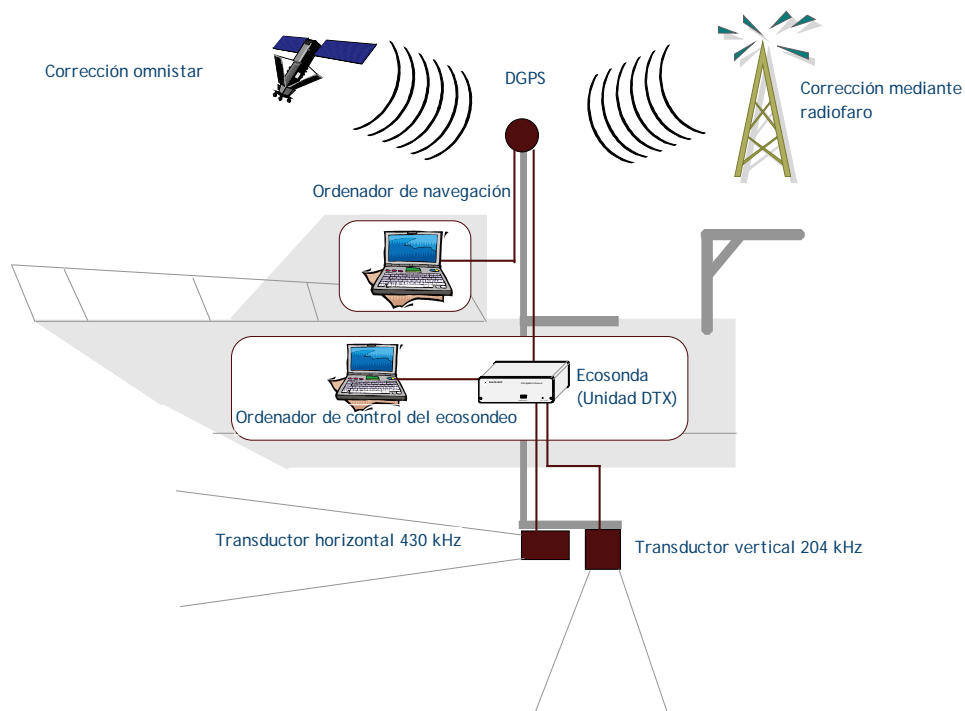 Corrección omnistar
DGPS
Corrección mediante
radiofaro
Ordenador de navegación
Ecosonda
(Unidad DTX)
Ordenador de control del ecosondeo
Transductor horizontal 430 kHz
Transductor vertical 204 kHz